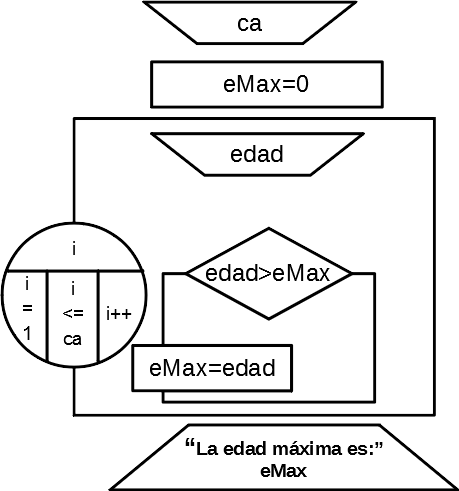 ca
eMax=0
edad
i
i
=
1
i
<=
ca
i++
edad>eMax
eMax=edad
“La edad máxima es:”
eMax